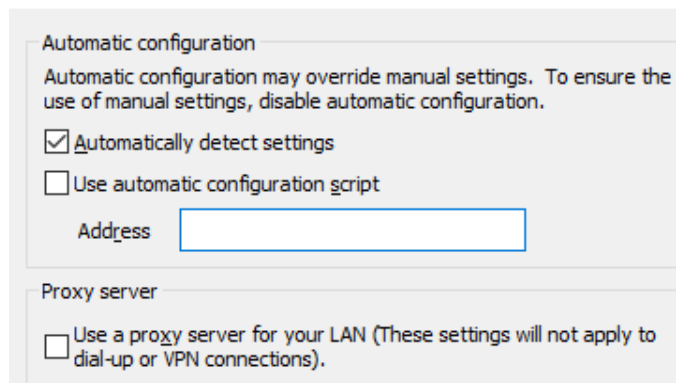 Automatic configuration
Automatic configuration may override manual settings.  To ensure the
use of manual settings, disable automatic configuration.
Automatically detect settings
Use automatic configuration script
Address
Proxy server
Use a proxy server for your LAN (These settings will not apply to
dial-up or VPN connections).